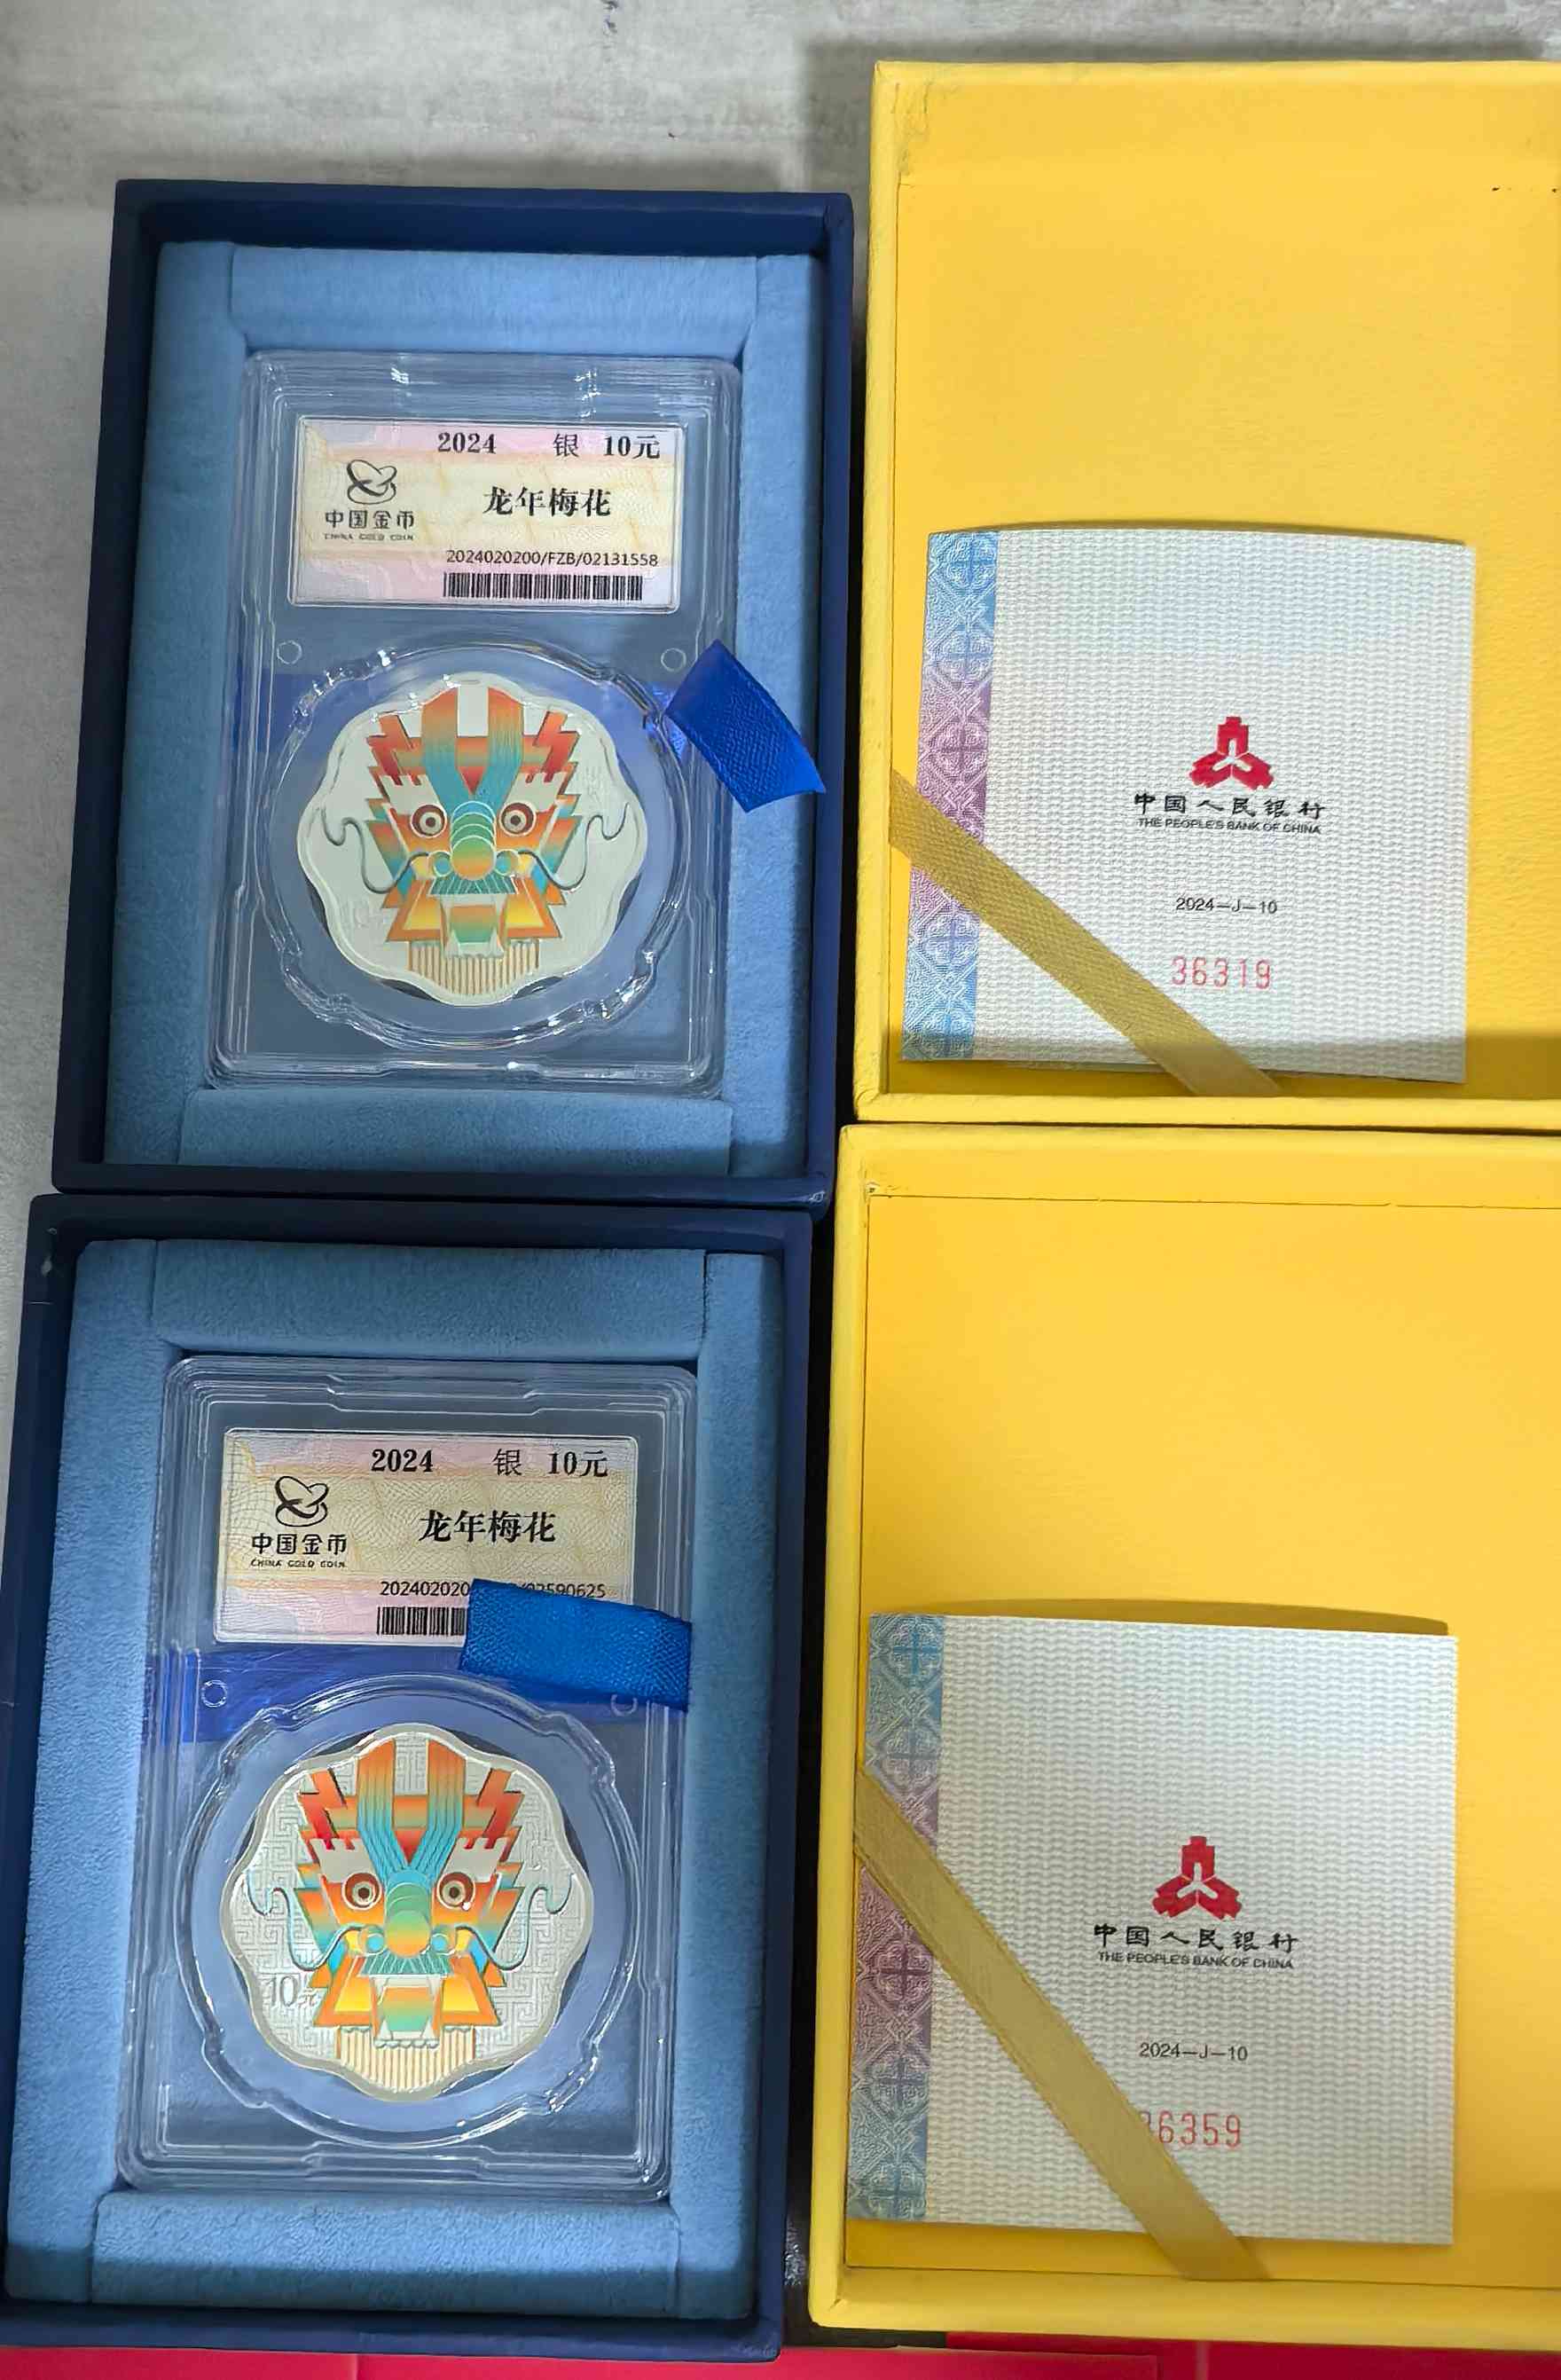 2024 银 10元
中国金币
CHINA GOLD COIN
龙年梅花
2024020200/FZB/02131558
中国人民银行
THE PEOPLE'S BANK OF CHINA
2024—J—10
36319
2024 银 10元
中国金币
CHINA GOLD COIN
龙年梅花
10元
中国人民银行
THE PEOPLE'S BANK OF CHINA
2024—J—10